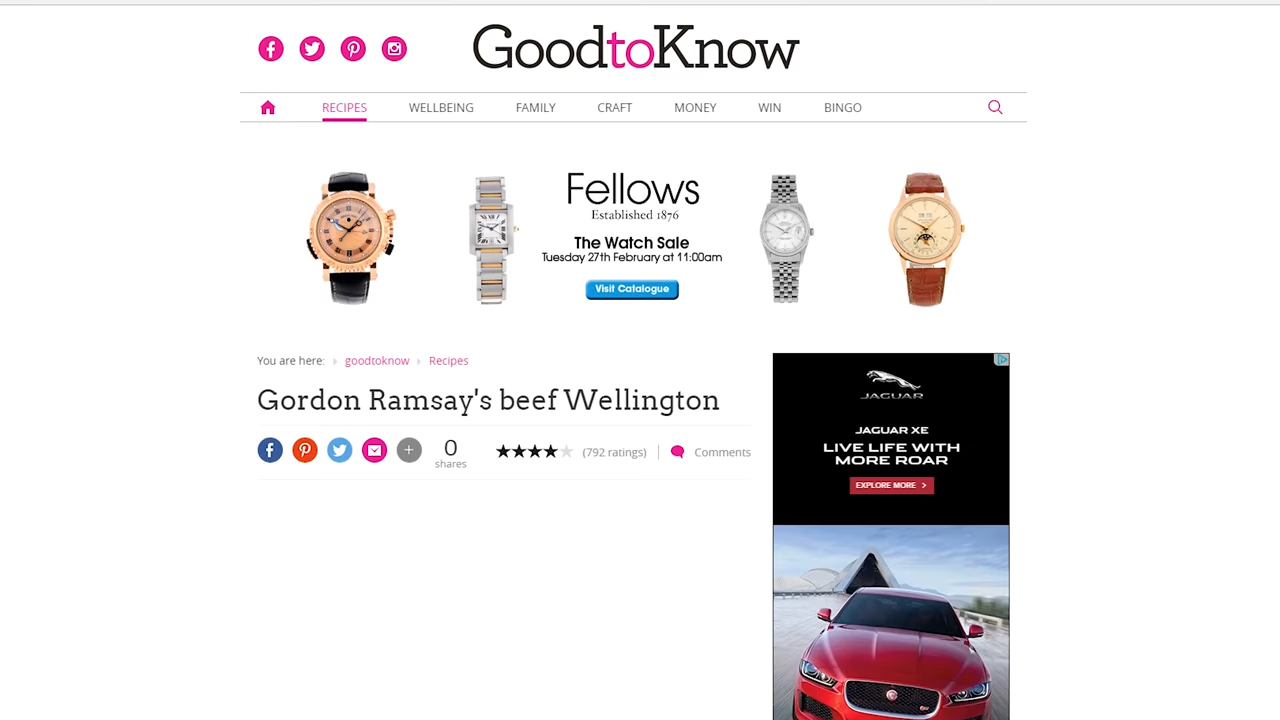 GoodtoKnow
RECIPES WELLBEING FAMILY CRAFT MONEY WIN BINGO
Fellows
Established 1876
The Watch Sale
Tuesday 27th February at 11:00am
Visit Catalogue
You are here: goodtoknow Recipes
Gordon Ramsay's beef Wellington
0
shares
(792 ratings) Comments
JAGUAR
JAGUAR XE
LIVE LIFE WITH
MORE ROAR
EXPLORE MORE